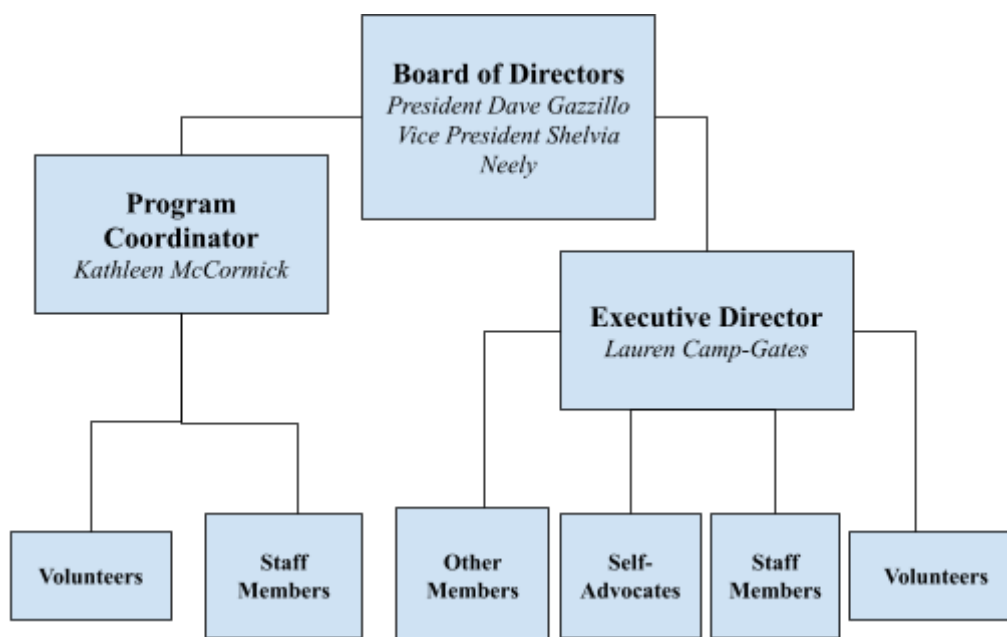 Board of Directors
President Dave Gazzillo
Vice President Shelvia
Neely
Program
Coordinator
Kathleen McCormick
Executive Director
Lauren Camp-Gates
Volunteers
Staff
Members
Other
Members
Self-
Advocates
Staff
Members
Volunteers